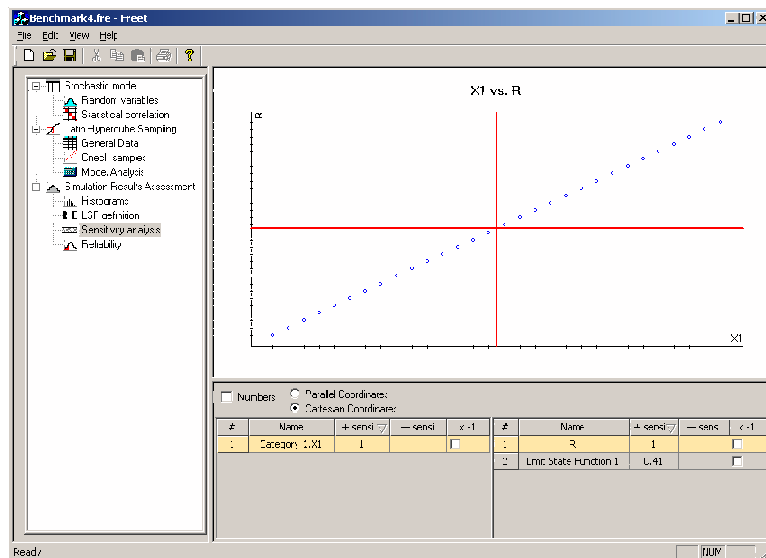 Benchmark4.fre - Freet
File Edit View Help
Stochastic model
Random variables
Statistical correlation
Latin Hypercube Sampling
General Data
Check samples
Model Analysis
Simulation Results Assessment
Histograms
LSF definition
Sensitivity analysis
Reliability
X1 vs. R
R
X1
Numbers
Parallel Coordinates
Cartesian Coordinates
# Name + sensi — sensi x -1
1 Category 1.X1 1
# Name + sensi — sens x -1
1 R 1
2 Limit State Function 1 0.41
Ready
NUM